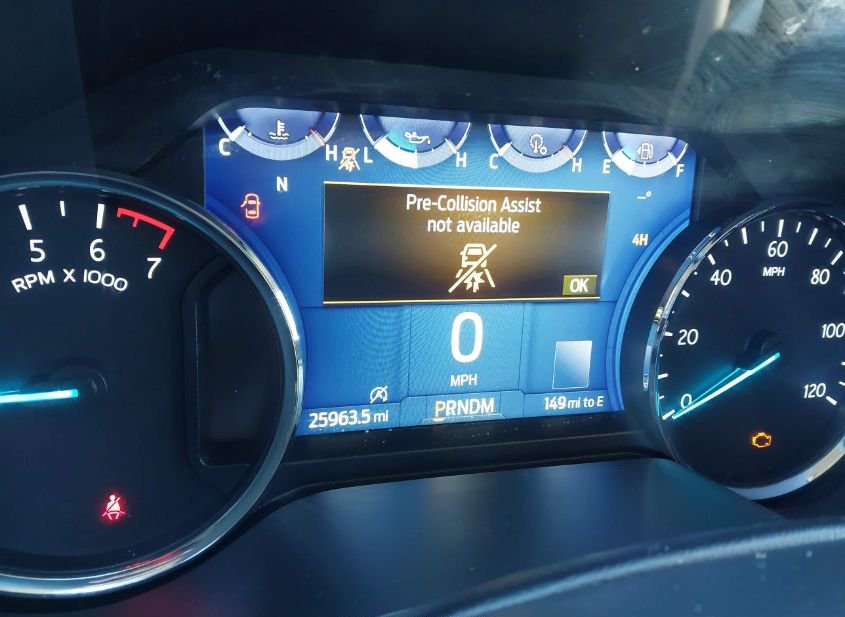 C
H
L
H
C
H
E
F
N
Pre-Collision Assist
not available
OK
4H
5
6
7
RPM X 1000
0
MPH
25963.5 mi
PRNDM
149 mi to E
0
20
40
60
80
100
120
MPH